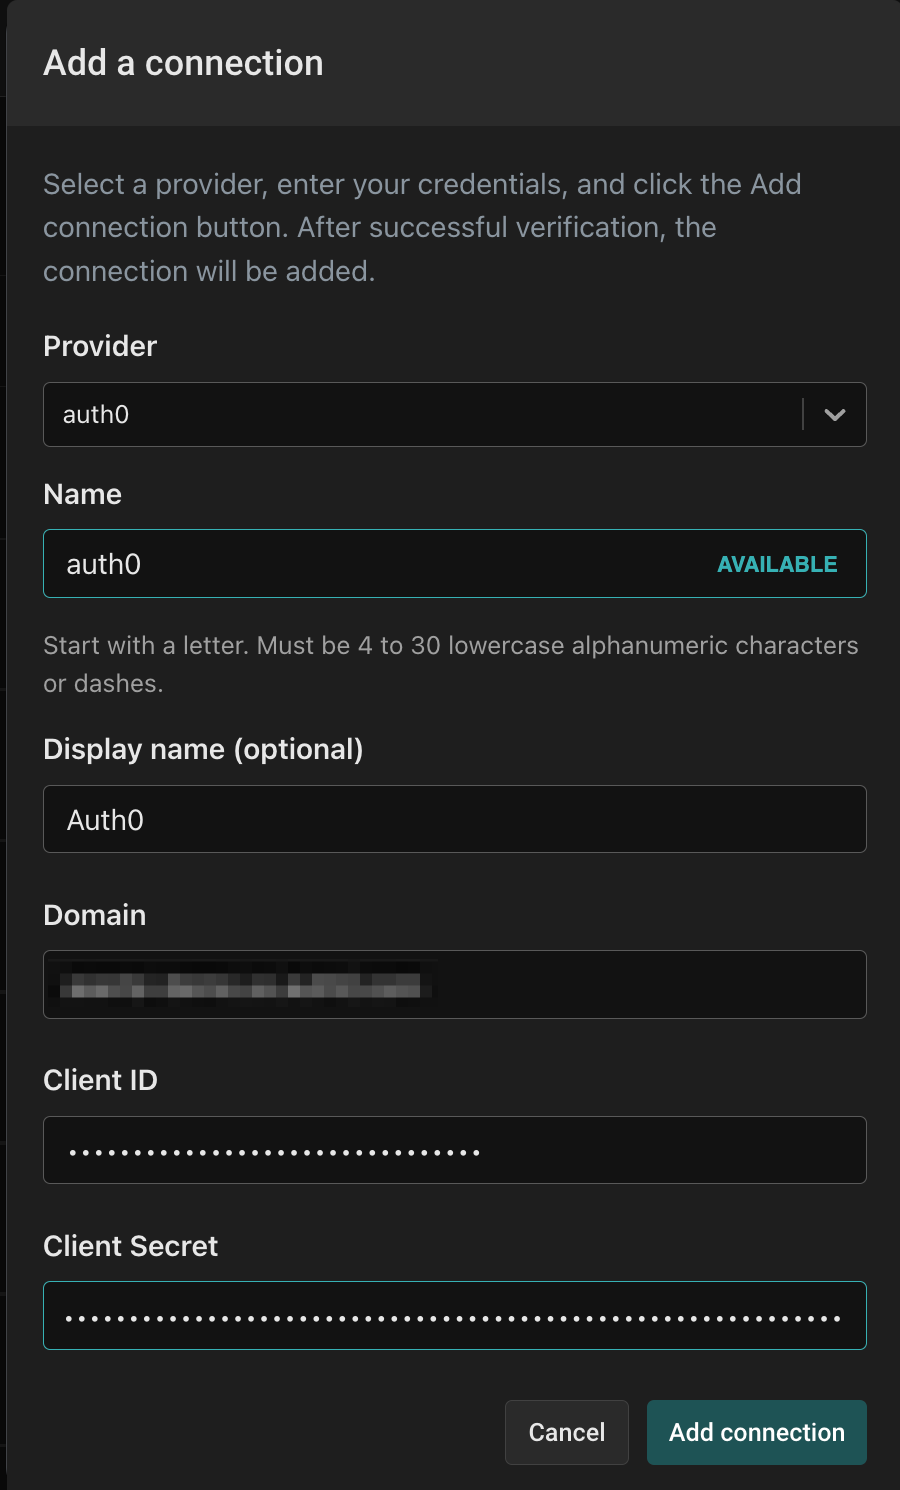 Add a connection
Select a provider, enter your credentials, and click the Add
connection button. After successful verification, the
connection will be added.
Provider
auth0
Name
auth0
AVAILABLE
Start with a letter. Must be 4 to 30 lowercase alphanumeric characters
or dashes.
Display name (optional)
Auth0
Domain
Client ID
Client Secret
Cancel
Add connection